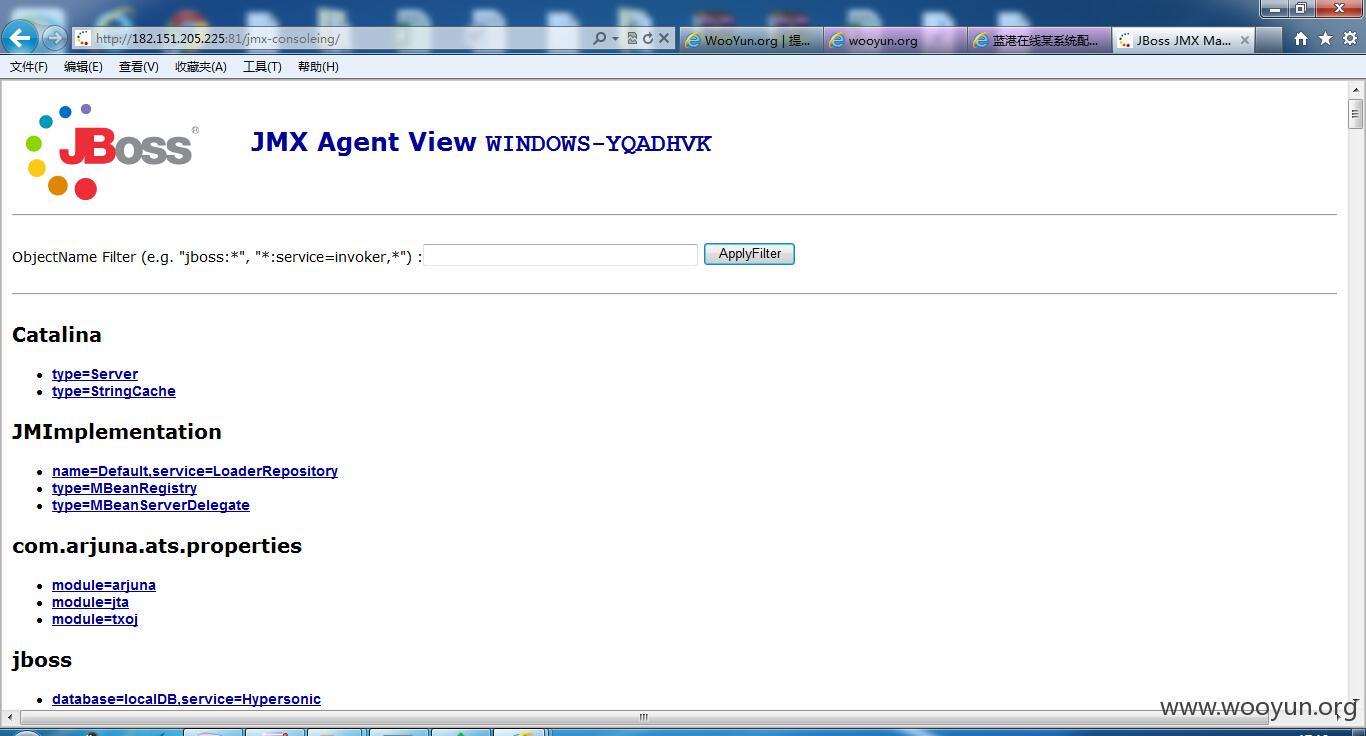 http://182.151.205.225:81/jmx-consoleing/
WooYun.org | 提...
wooyun.org
蓝港在线某系统配...
JBoss JMX Ma...
文件(F) 编辑(E) 查看(V) 收藏夹(A) 工具(T) 帮助(H)
JBoss®
JMX Agent View WINDOWS-YQADHVK
ObjectName Filter (e.g. "jboss:*", "*:service=invoker,*") :
ApplyFilter
Catalina
type=Server
type=StringCache
JMImplementation
name=Default,service=LoaderRepository
type=MBeanRegistry
type=MBeanServerDelegate
com.arjuna.ats.properties
module=arjuna
module=jta
module=txoj
jboss
database=localDB,service=Hypersonic
www.wooyun.org